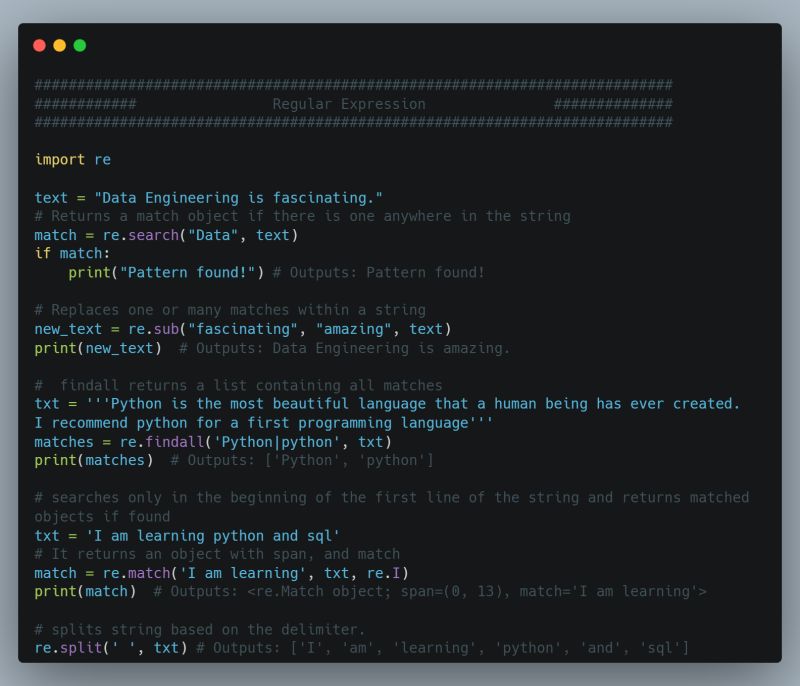 ###########################################################################
############                Regular Expression               ##############
###########################################################################
import re
text = "Data Engineering is fascinating."
# Returns a match object if there is one anywhere in the string
match = re.search("Data", text)
if match:
    print("Pattern found!") # Outputs: Pattern found!
# Replaces one or many matches within a string
new_text = re.sub("fascinating", "amazing", text)
print(new_text)  # Outputs: Data Engineering is amazing.
#  findall returns a list containing all matches
txt = '''Python is the most beautiful language that a human being has ever created.
I recommend python for a first programming language'''
matches = re.findall('Python|python', txt)
print(matches)  # Outputs: ['Python', 'python']
# searches only in the beginning of the first line of the string and returns matched
objects if found
txt = 'I am learning python and sql'
# It returns an object with span, and match
match = re.match('I am learning', txt, re.I)
print(match)  # Outputs: <re.Match object; span=(0, 13), match='I am learning'>
# splits string based on the delimiter.
re.split(' ', txt) # Outputs: ['I', 'am', 'learning', 'python', 'and', 'sql']